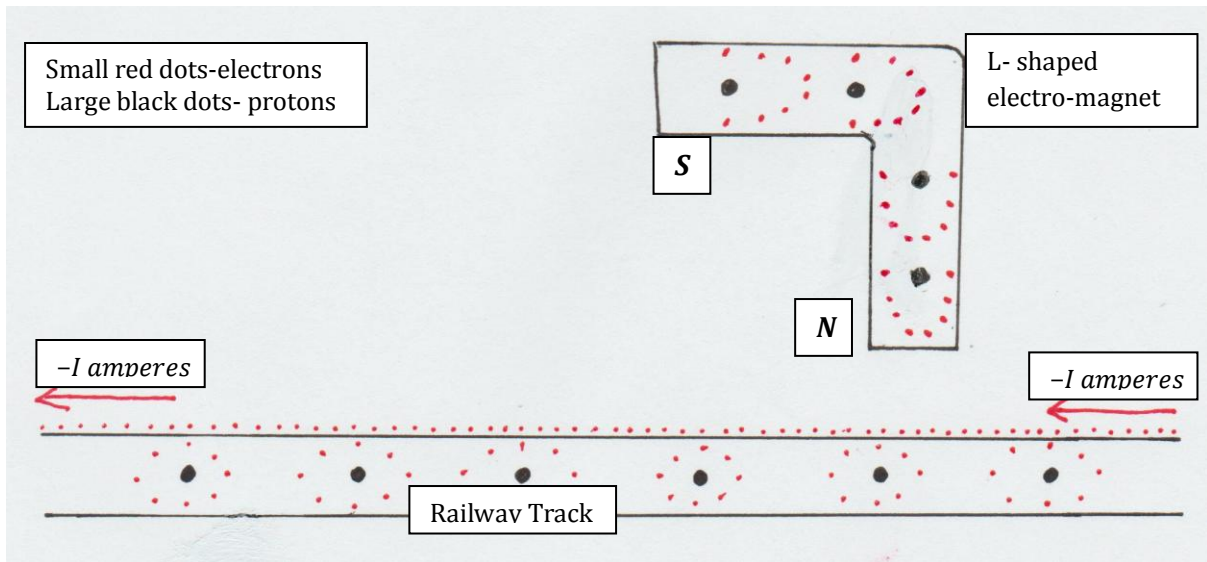 Small red dots-electrons
Large black dots- protons
L- shaped
electro-magnet
S
N
–I amperes
–I amperes
Railway Track